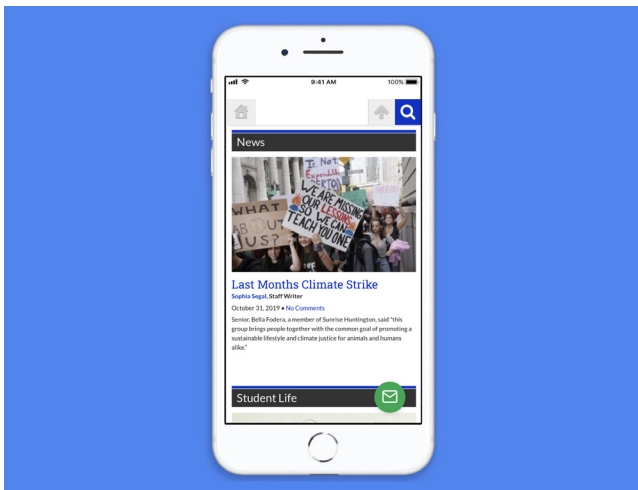 9:41 AM
100%
News
Is Not
WHAT
ABOUT
US?
WE ARE MISSING
OUR LESSONS
SO WE CAN
TEACH YOU ONE
Last Months Climate Strike
Sophia Segal, Staff Writer
October 31, 2019 • No Comments
Senior, Bella Fodera, a member of Sunrise Huntington, said "this
group brings people together with the common goal of promoting a
sustainable lifestyle and climate justice for animals and humans
alike."
Student Life